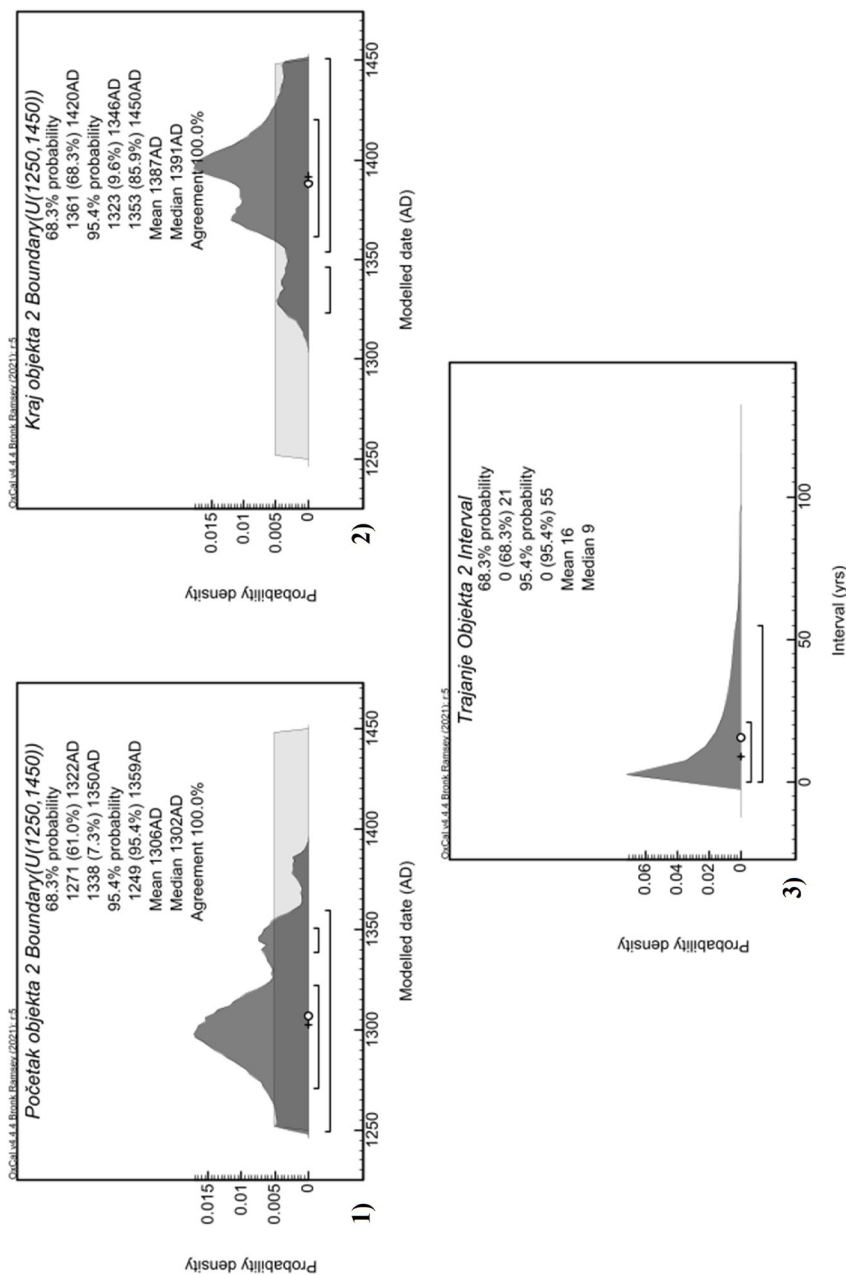 OxCal v4.4.4 Bronk Ramsey (2021); r:5
Početak objekta 2 Boundary(U(1250,1450))
68.3% probability
1271 (61.0%) 1322AD
1338 (7.3%) 1350AD
95.4% probability
1249 (95.4%) 1359AD
Mean 1306AD
Median 1302AD
Agreement 100.0%
Probability density
0.015
0.01
0.005
0
1250
1300
1350
1400
1450
Modelled date (AD)
1)
OxCal v4.4.4 Bronk Ramsey (2021); r:5
Kraj objekta 2 Boundary(U(1250,1450))
68.3% probability
1361 (68.3%) 1420AD
95.4% probability
1323 (9.6%) 1346AD
1353 (85.9%) 1450AD
Mean 1387AD
Median 1391AD
Agreement 100.0%
Probability density
0.015
0.01
0.005
0
1250
1300
1350
1400
1450
Modelled date (AD)
2)
OxCal v4.4.4 Bronk Ramsey (2021); r:5
Trajanje Objekta 2 Interval
68.3% probability
0 (68.3%) 21
95.4% probability
0 (95.4%) 55
Mean 16
Median 9
Probability density
0.06
0.04
0.02
0
0
50
100
Interval (yrs)
3)